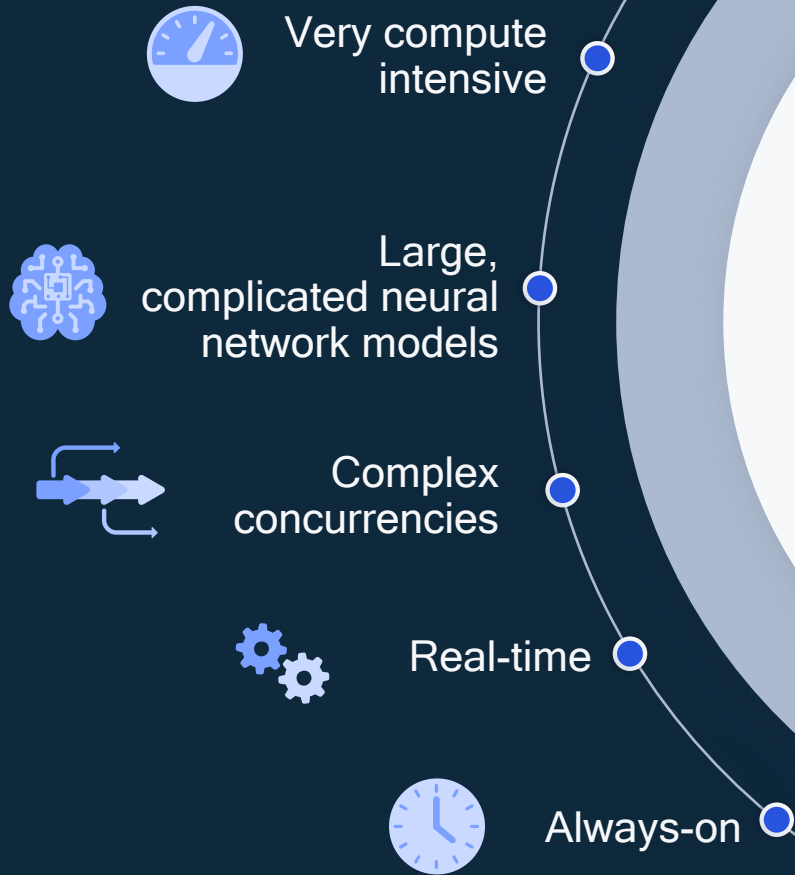 Very compute
intensive
Large,
complicated neural
network models
Complex
concurrencies
Real-time
Always-on